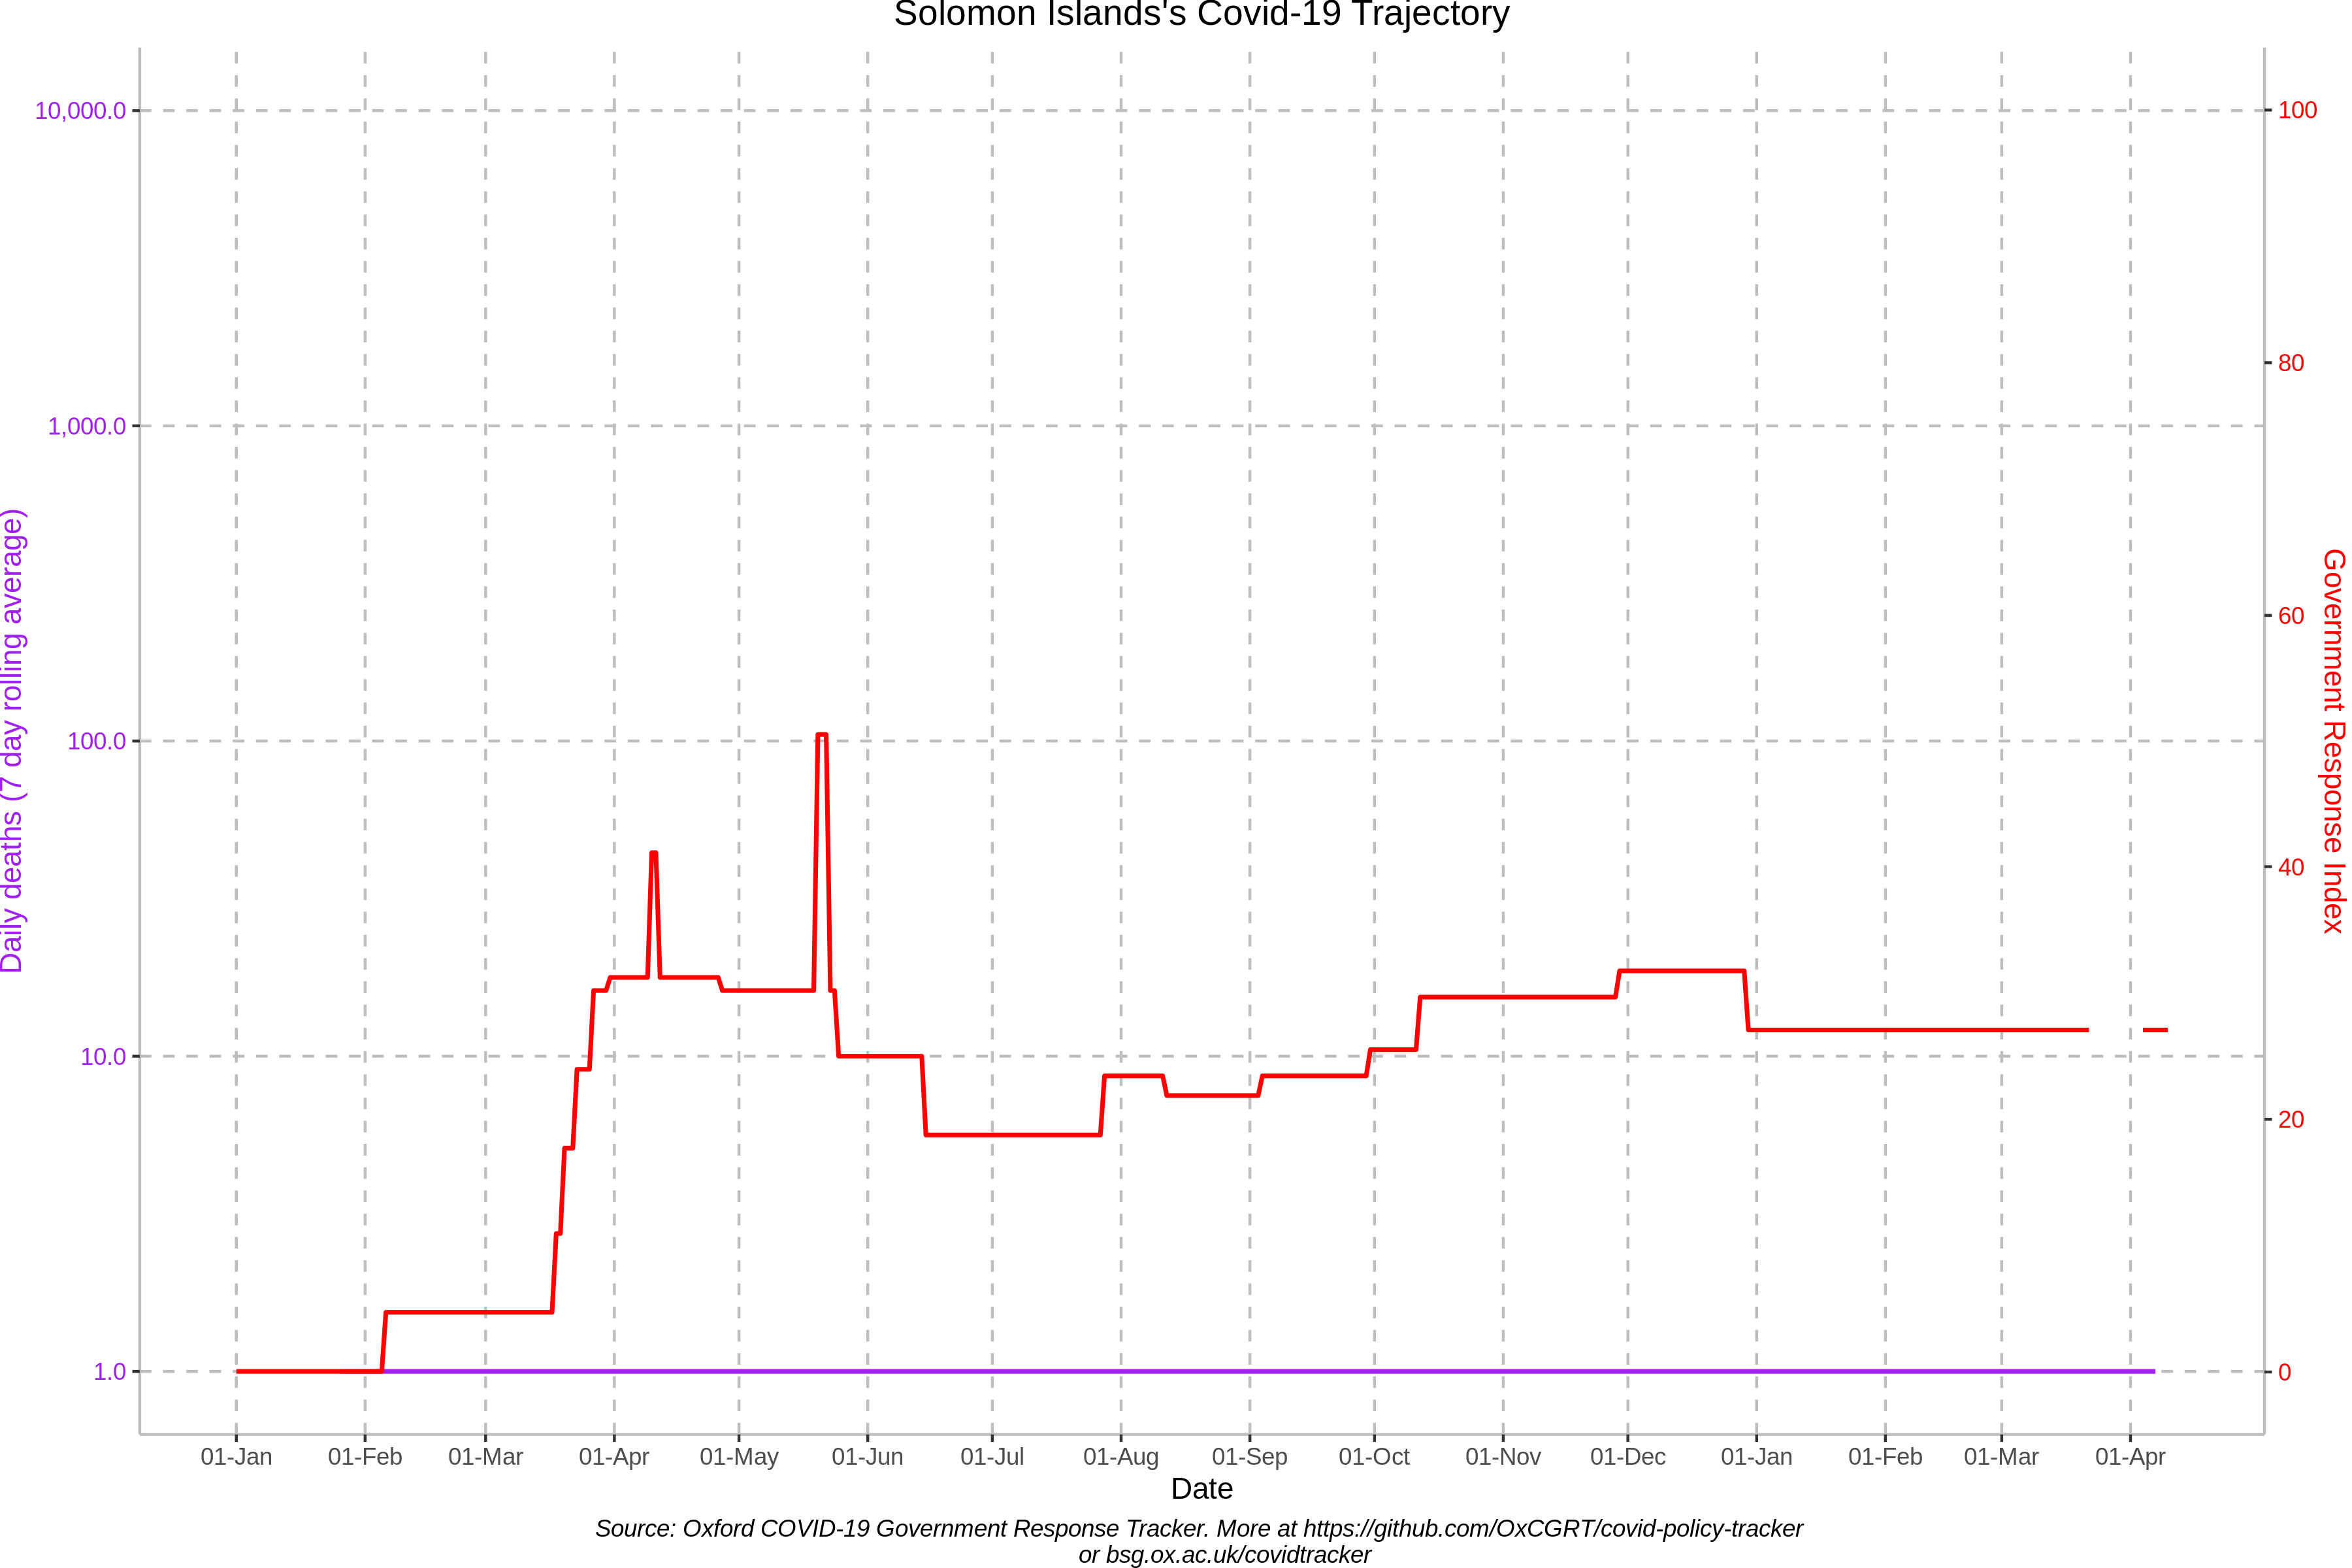 Solomon Islands's Covid-19 Trajectory
10,000.0
1,000.0
100.0
10.0
1.0
Daily deaths (7 day rolling average)
100
80
60
40
20
0
Government Response Index
01-Jan 01-Feb 01-Mar 01-Apr 01-May 01-Jun 01-Jul 01-Aug 01-Sep 01-Oct 01-Nov 01-Dec 01-Jan 01-Feb 01-Mar 01-Apr
Date
Source: Oxford COVID-19 Government Response Tracker. More at https://github.com/OxCGRT/covid-policy-tracker
or bsg.ox.ac.uk/covidtracker